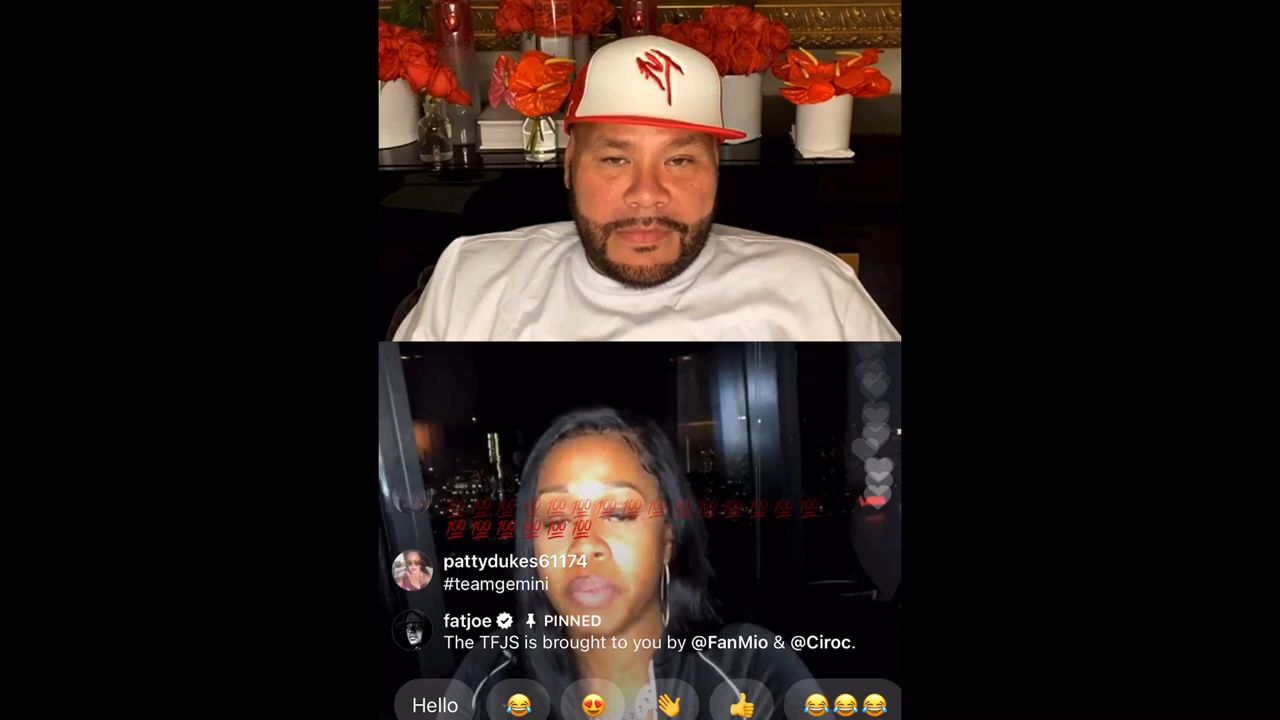 pattydukes61174
#teamgemini
fatjoe PINNED
The TFJS is brought to you by @FanMio & @Ciroc.
Hello